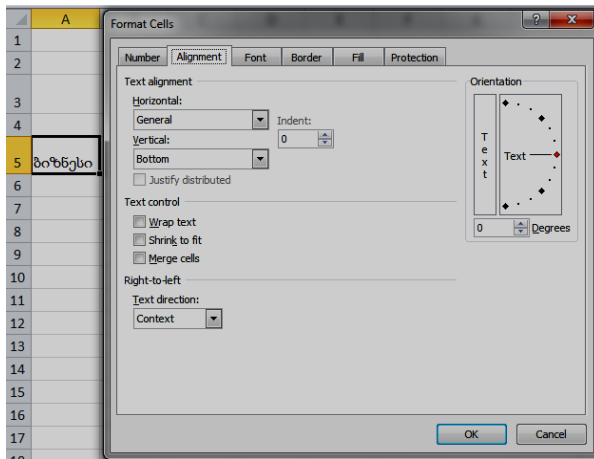 A
Format Cells
1
2
3
4
5 ბიზნესი
6
7
8
9
10
11
12
13
14
15
16
17
Number Alignment Font Border Fill Protection
Text alignment
Horizontal:
General
Indent:
0
Vertical:
Bottom
Justify distributed
Text control
Wrap text
Shrink to fit
Merge cells
Right-to-left
Text direction:
Context
Orientation
Text
Text
0 Degrees
OK Cancel